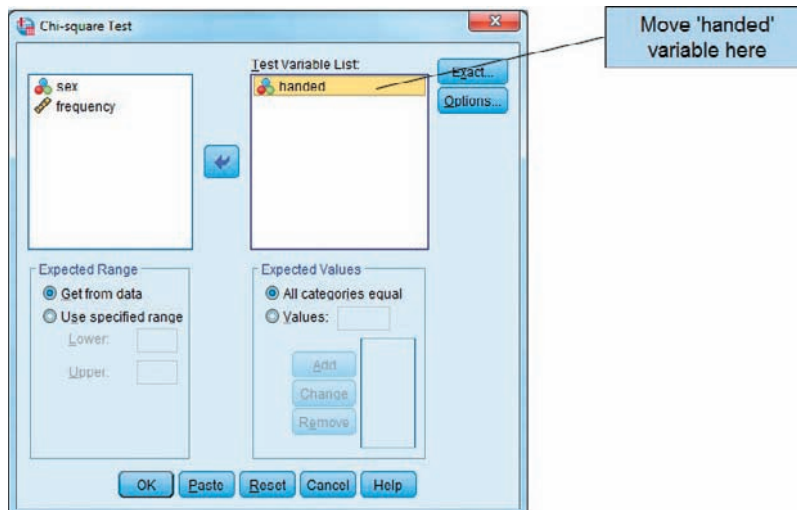 Chi-square Test
Move 'handed'
variable here
Test Variable List:
sex
frequency
handed
Exact...
Options...
Expected Range
Get from data
Use specified range
Lower:
Upper:
Expected Values
All categories equal
Values:
Add
Change
Remove
OK Paste Reset Cancel Help